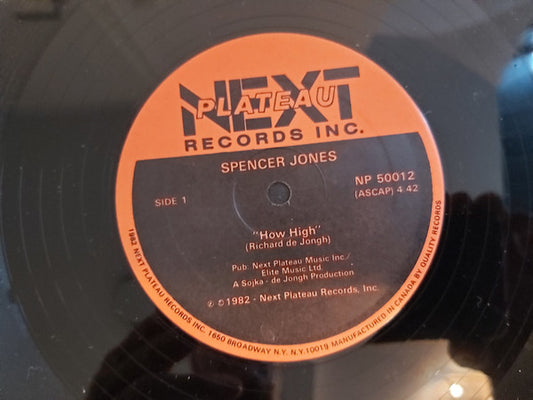 NEXT
PLATEAU
RECORDS INC.
SPENCER JONES
SIDE 1
NP 50012
(ASCAP) 4:42
"How High"
(Richard de Jongh)
Pub: Next Plateau Music Inc./
Elite Music Ltd.
A Sojka - de Jongh Production
℗ ©1982 - Next Plateau Records, Inc.
1982 NEXT PLATEAU RECORDS INC. 1650 BROADWAY N.Y. N.Y.10019 MANUFACTURED IN CANADA BY QUALITY RECORDS